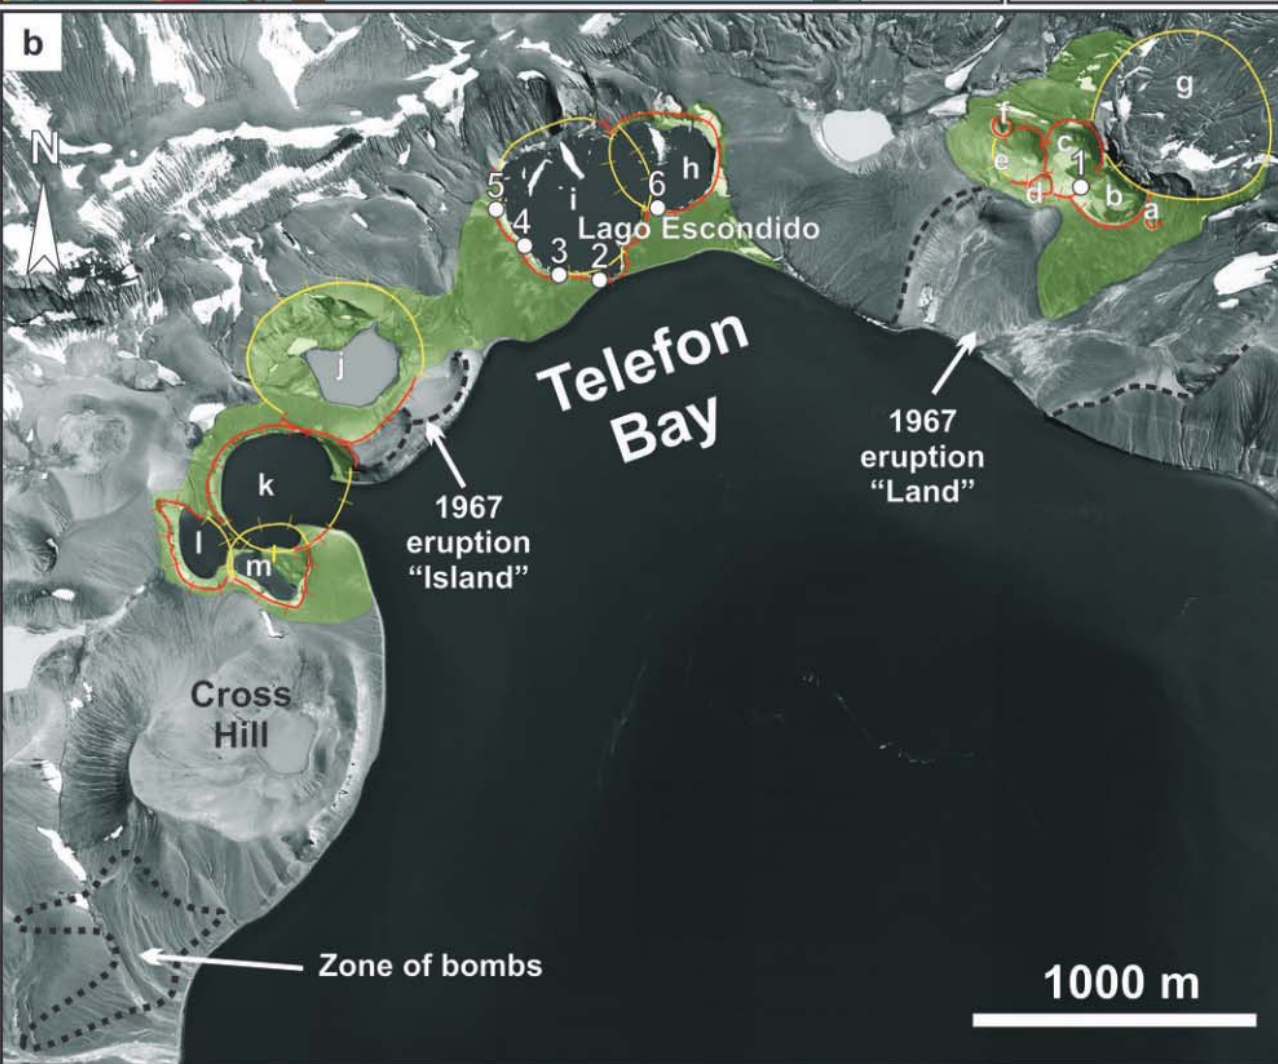 b
N
g
f
c
e
1
d
b
a
h
i
5
6
4
Lago Escondido
3
2
j
Telefon
Bay
1967
eruption
“Land”
k
1967
eruption
“Island”
l
m
Cross
Hill
Zone of bombs
1000 m